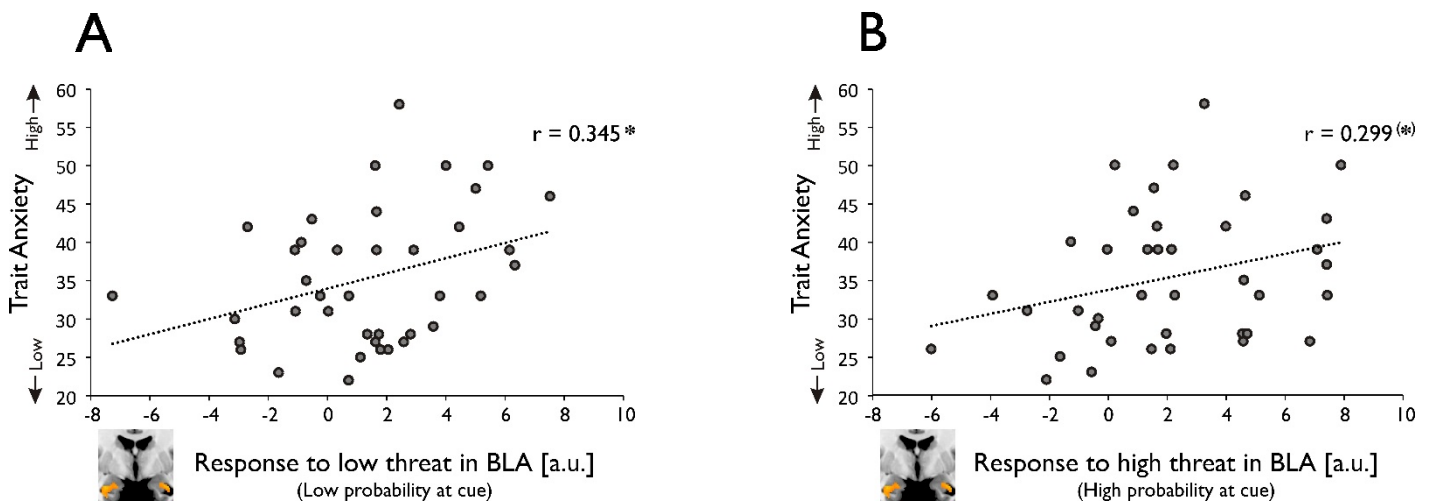 A
High
Low
Trait Anxiety
60
55
50
45
40
35
30
25
20
r = 0.345*
-8 -6 -4 -2 0 2 4 6 8 10
Response to low threat in BLA [a.u.]
(Low probability at cue)
B
High
Low
Trait Anxiety
60
55
50
45
40
35
30
25
20
r = 0.299(*)
-8 -6 -4 -2 0 2 4 6 8 10
Response to high threat in BLA [a.u.]
(High probability at cue)